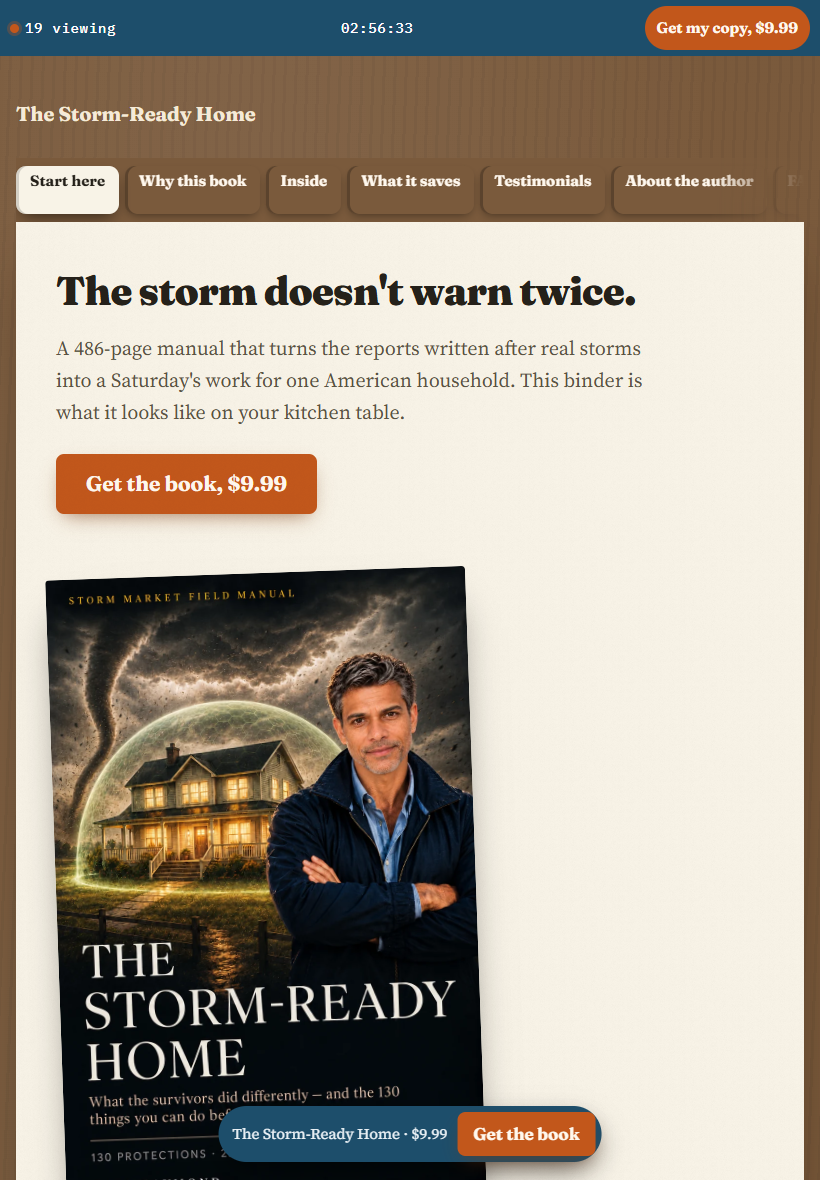 19 viewing
02:56:33
Get my copy, $9.99
The Storm-Ready Home
Start here
Why this book
Inside
What it saves
Testimonials
About the author
The storm doesn't warn twice.
A 486-page manual that turns the reports written after real storms
into a Saturday's work for one American household. This binder is
what it looks like on your kitchen table.
Get the book, $9.99
STORM MARKET FIELD MANUAL
THE
STORM-READY
HOME
What the survivors did differently — and the 130
things you can do
130 PROTECTIONS ·
The Storm-Ready Home · $9.99
Get the book